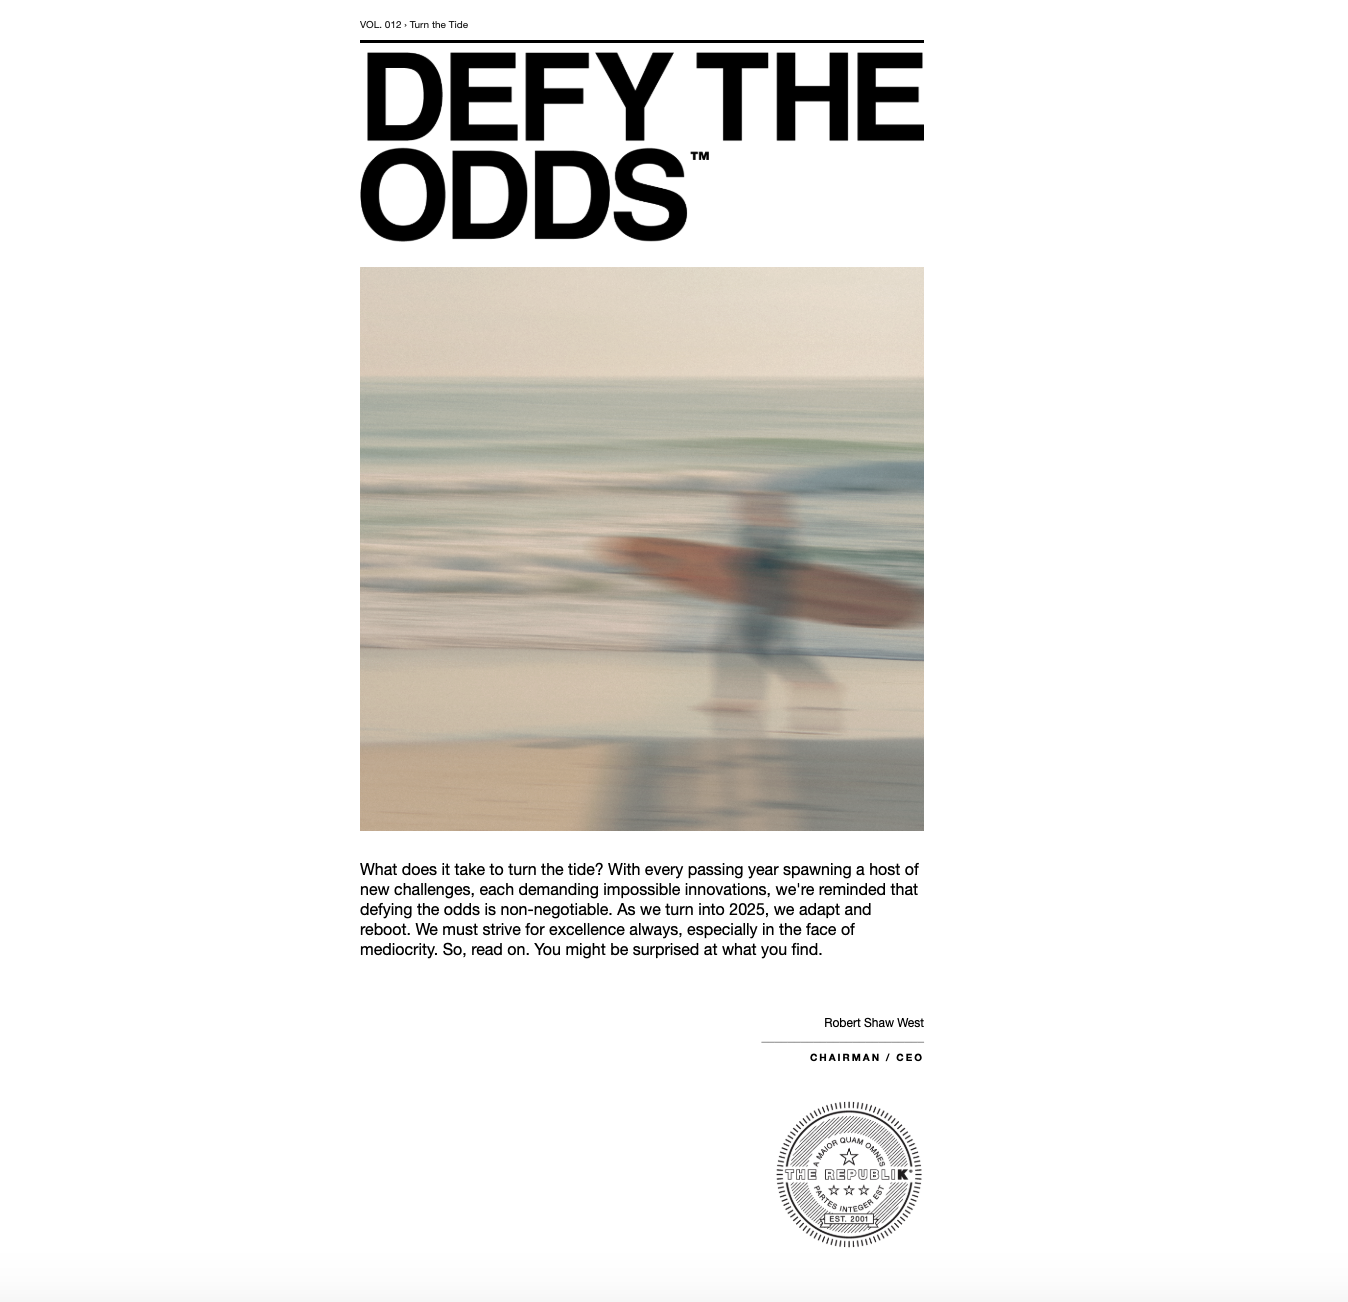 VOL. 012 › Turn the Tide
DEFY THE
ODDS™
What does it take to turn the tide? With every passing year spawning a host of
new challenges, each demanding impossible innovations, we're reminded that
defying the odds is non-negotiable. As we turn into 2025, we adapt and
reboot. We must strive for excellence always, especially in the face of
mediocrity. So, read on. You might be surprised at what you find.
Robert Shaw West
CHAIRMAN / CEO
A MAIOR QUAM OMNES
THE REPUBLIK
PARTES INTEGER EST
EST. 2001